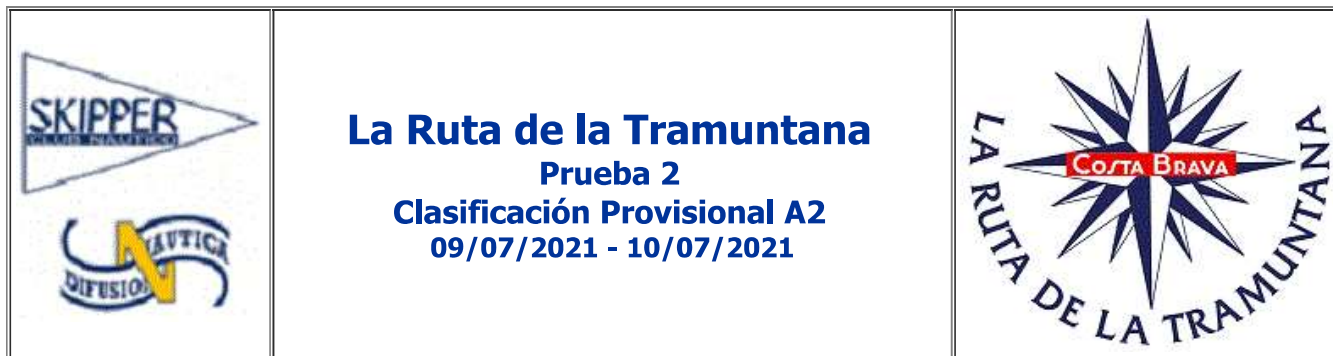 SKIPPER
CLUB NAUTICO
NAUTICA
DIFUSION
La Ruta de la Tramuntana
Prueba 2
Clasificación Provisional A2
09/07/2021 - 10/07/2021
COSTA BRAVA
LA RUTA DE LA TRAMUNTANA